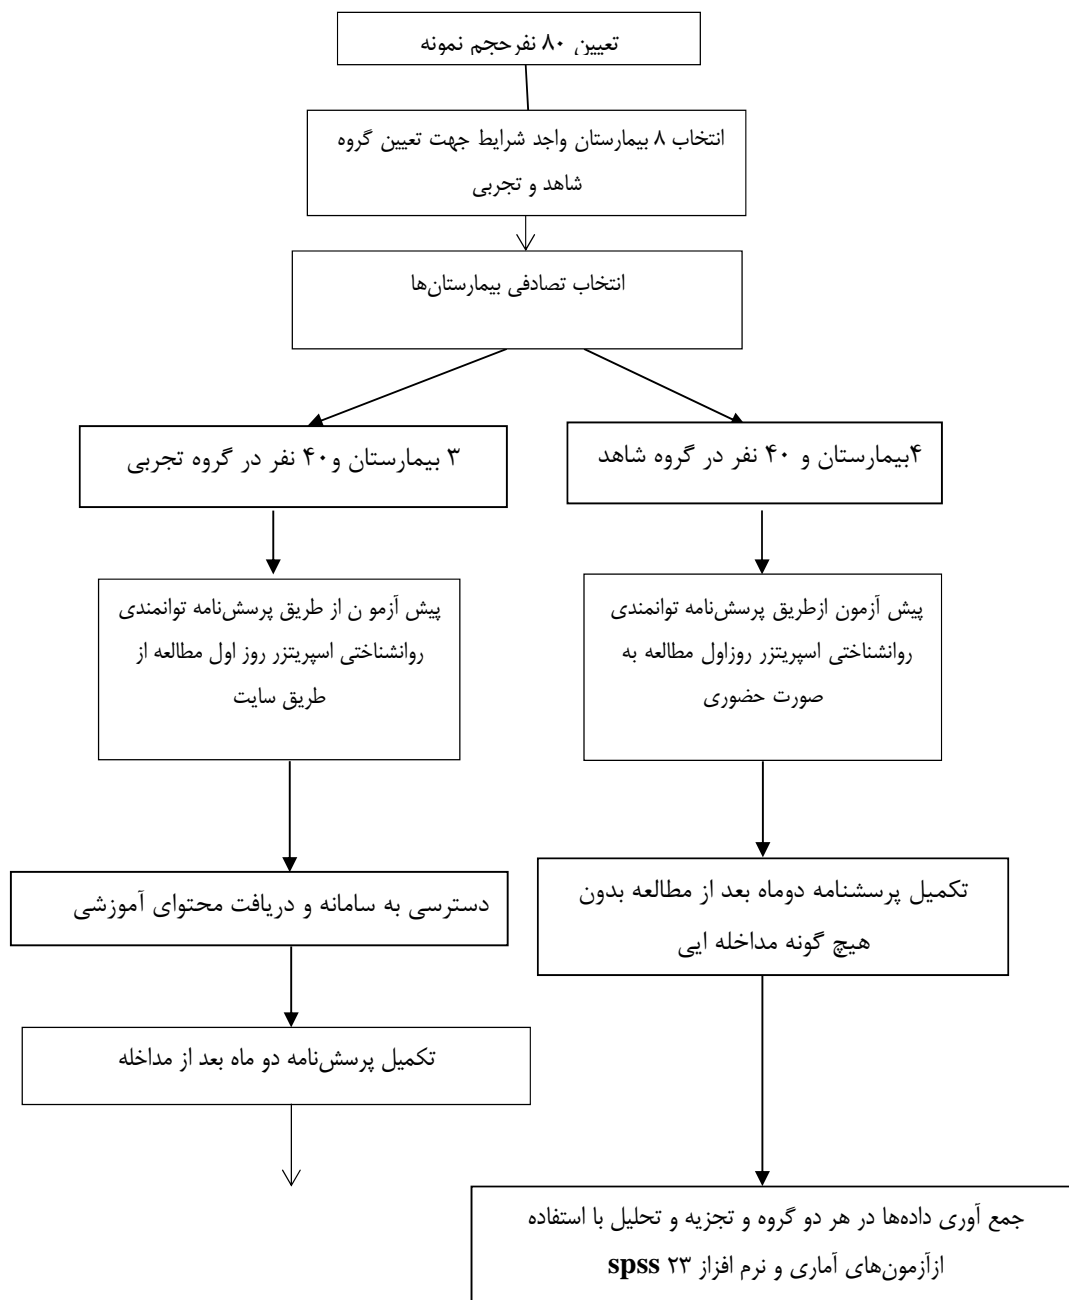 تعیین ۸۰ نفرحجم نمونه
انتخاب ۸ بیمارستان واجد شرایط جهت تعیین گروه
شاهد و تجربی
انتخاب تصادفی بیمارستان‌ها
۴بیمارستان و ۴۰ نفر در گروه شاهد
۳ بیمارستان و۴۰ نفر در گروه تجربی
پیش آزمون ازطریق پرسش‌نامه توانمندی
روانشناختی اسپریتزر روزاول مطالعه به
صورت حضوری
پیش آزمو ن از طریق پرسش‌نامه توانمندی
روانشناختی اسپریتزر روز اول مطالعه از
طریق سایت
تکمیل پرسشنامه دوماه بعد از مطالعه بدون
هیچ گونه مداخله ایی
دسترسی به سامانه و دریافت محتوای آموزشی
تکمیل پرسش‌نامه دو ماه بعد از مداخله
جمع آوری داده‌ها در هر دو گروه و تجزیه و تحلیل با استفاده
ازآزمون‌های آماری و نرم افزاز spss ۲۳